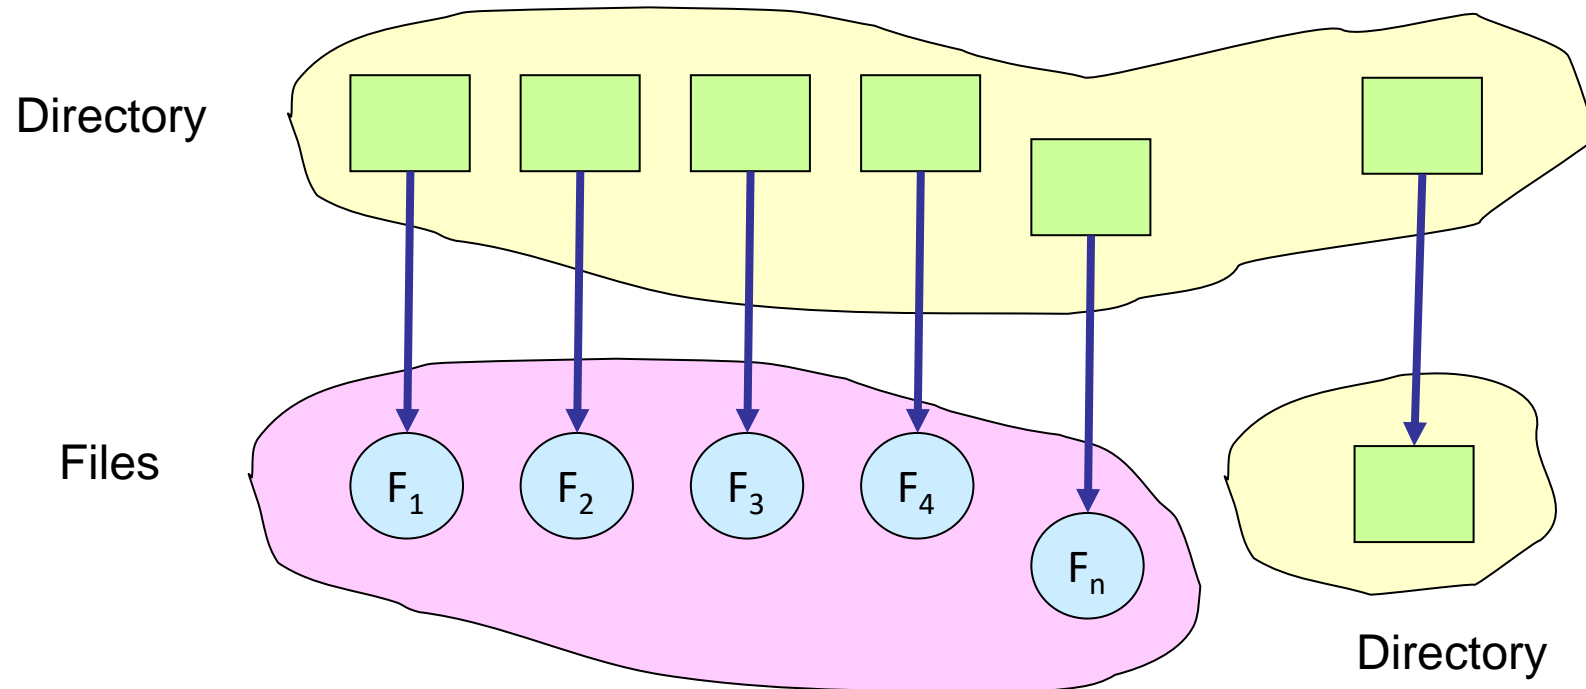 Directory
Files
F₁ F₂ F₃ F₄
Fₙ
Directory